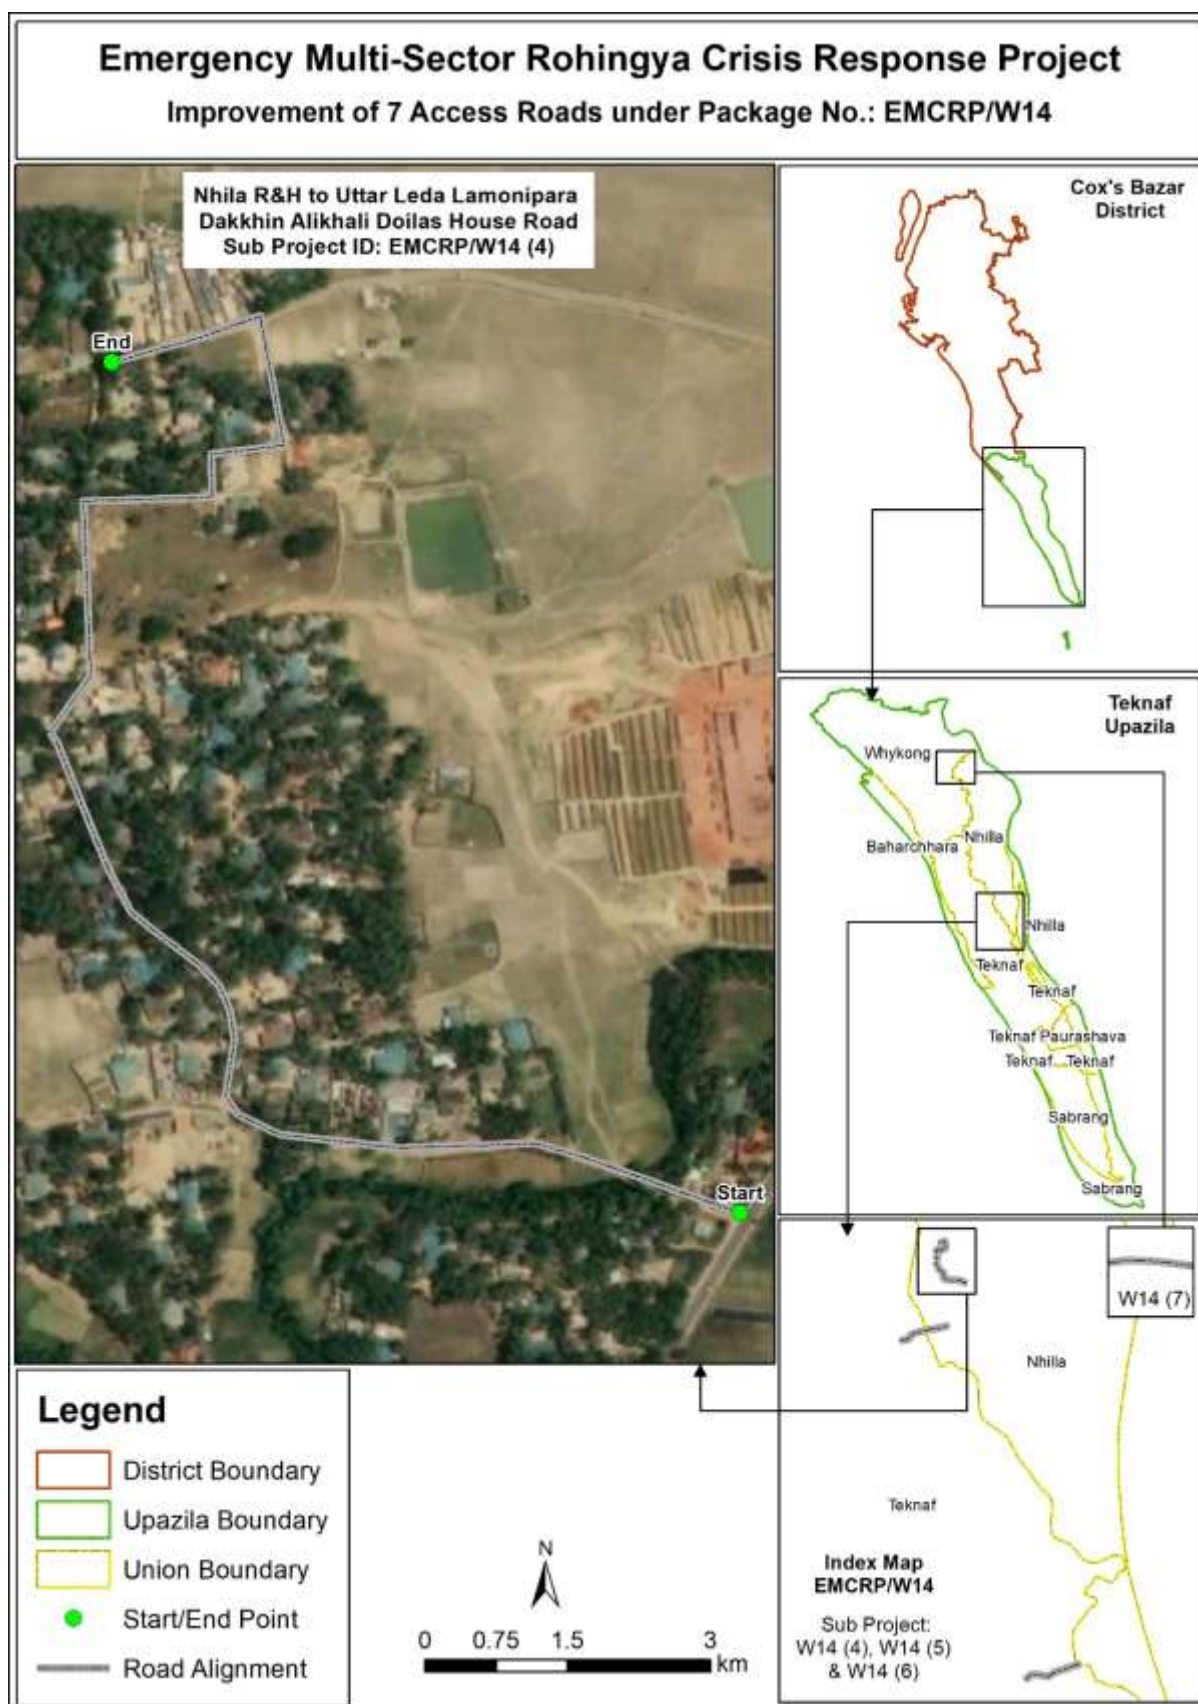 Emergency Multi-Sector Rohingya Crisis Response Project
Improvement of 7 Access Roads under Package No.: EMCRP/W14
Nhila R&H to Uttar Leda Lamonipara
Dakkhin Alikhali Doilas House Road
Sub Project ID: EMCRP/W14 (4)
End
Start
Cox's Bazar
District
Teknaf
Upazila
Whykong
Nhilla
Baharchhara
Nhilla
Teknaf
Teknaf
Teknaf Paurashava
Teknaf
Teknaf
Sabrang
Sabrang
W14 (7)
Nhilla
Teknaf
Index Map
EMCRP/W14
Sub Project:
W14 (4), W14 (5)
& W14 (6)
Legend
District Boundary
Upazila Boundary
Union Boundary
Start/End Point
Road Alignment
N
0 0.75 1.5 3
km